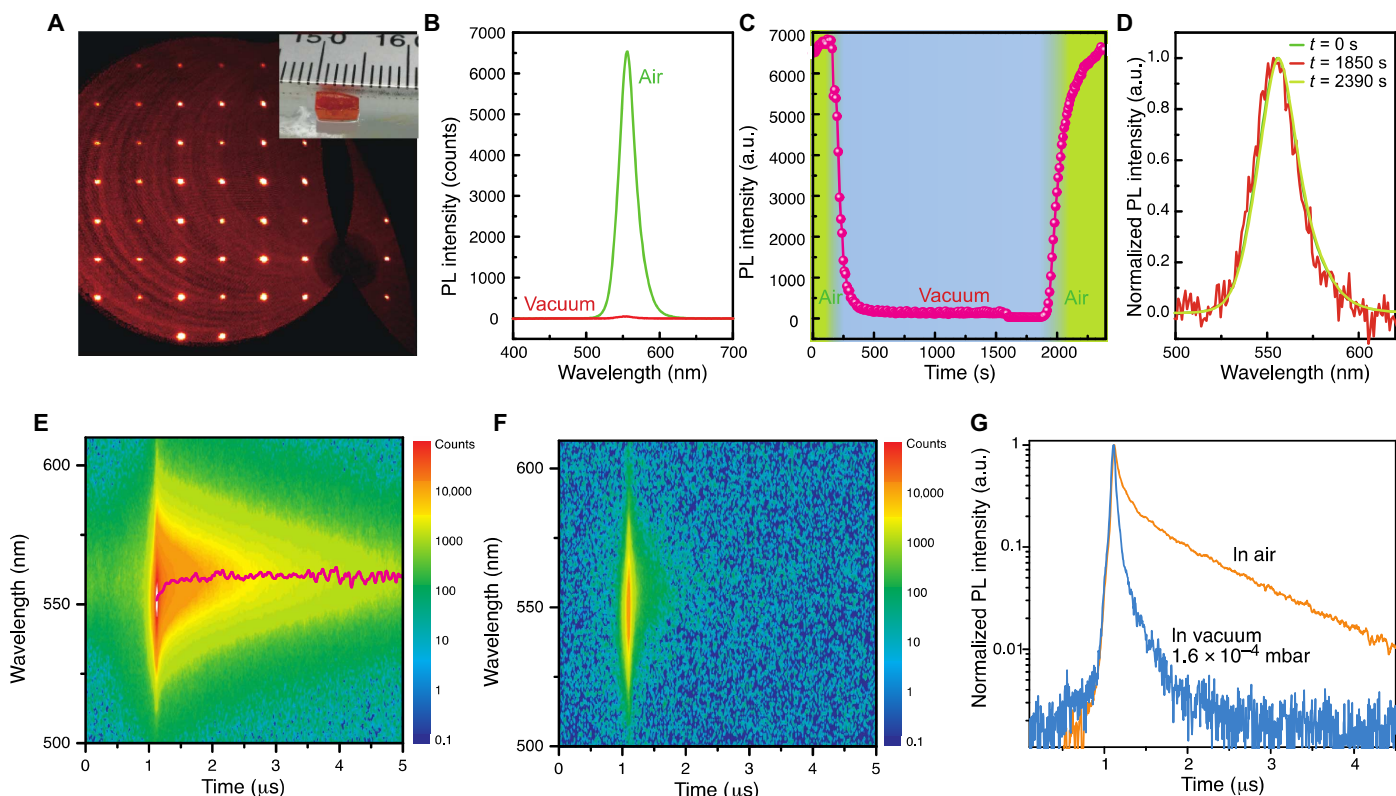 A
15.0 16.0
B
7000
6000
5000
4000
3000
2000
1000
0
PL intensity (counts)
Air
Vacuum
400 500 600 700
Wavelength (nm)
C
7000
6000
5000
4000
3000
2000
1000
0
PL intensity (a.u.)
Air Vacuum Air
0 500 1000 1500 2000
Time (s)
D
t = 0 s
t = 1850 s
t = 2390 s
1.0
0.8
0.6
0.4
0.2
0.0
Normalized PL intensity (a.u.)
500 550 600
Wavelength (nm)
E
600
550
500
Wavelength (nm)
0 1 2 3 4 5
Time (μs)
Counts
10,000
1000
100
10
1
0.1
F
600
550
500
Wavelength (nm)
0 1 2 3 4 5
Time (μs)
Counts
10,000
1000
100
10
1
0.1
G
1
0.1
0.01
Normalized PL intensity (a.u.)
In air
In vacuum
1.6 × 10⁻⁴ mbar
1 2 3 4
Time (μs)